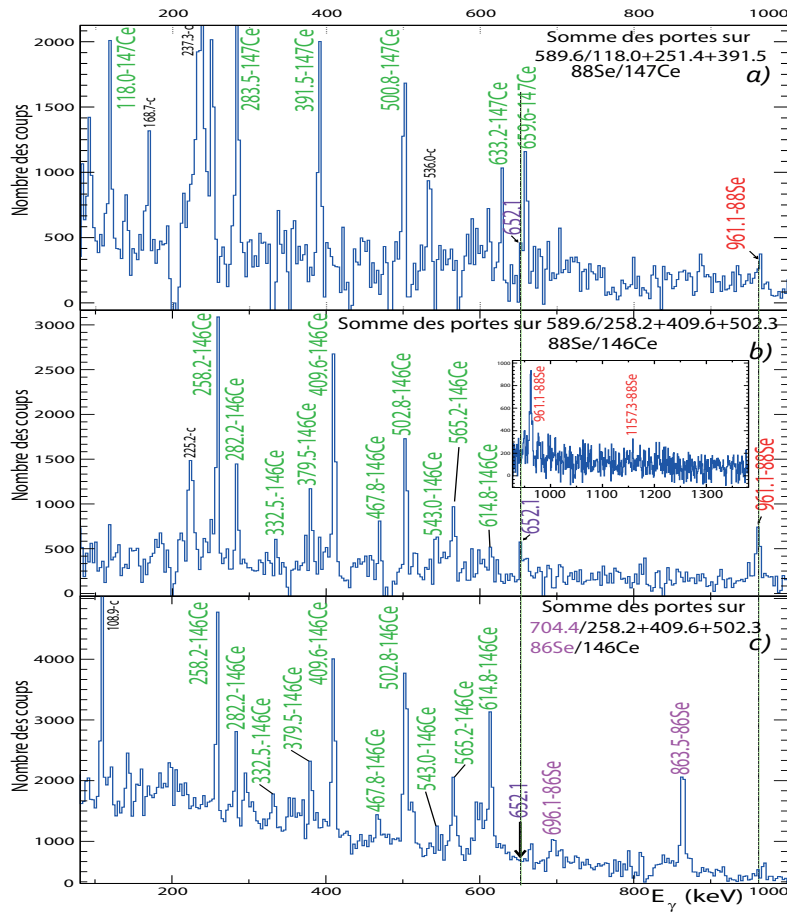 200
400
600
800
1000
Nombre des coups
2000
1500
1000
500
0
118.0-147Ce
168.7-c
237.3-c
283.5-147Ce
391.5-147Ce
500.8-147Ce
536.0-c
633.2-147Ce
652.1
659.6-147Ce
961.1-88Se
Somme des portes sur
589.6/118.0+251.4+391.5
88Se/147Ce
a)
Nombre des coups
3000
2500
2000
1500
1000
500
0
225.2-c
258.2-146Ce
282.2-146Ce
332.5-146Ce
379.5-146Ce
409.6-146Ce
467.8-146Ce
502.8-146Ce
543.0-146Ce
565.2-146Ce
614.8-146Ce
652.1
961.1-88Se
Somme des portes sur 589.6/258.2+409.6+502.3
88Se/146Ce
b)
1000
800
600
400
200
0
961.1-88Se
1157.3-88Se
1000
1100
1200
1300
Nombre des coups
4000
3000
2000
1000
0
108.9-c
258.2-146Ce
282.2-146Ce
332.5-146Ce
379.5-146Ce
409.6-146Ce
467.8-146Ce
502.8-146Ce
543.0-146Ce
565.2-146Ce
614.8-146Ce
652.1
696.1-86Se
863.5-86Se
Somme des portes sur
704.4/258.2+409.6+502.3
86Se/146Ce
c)
200
400
600
800
1000
Eγ (keV)